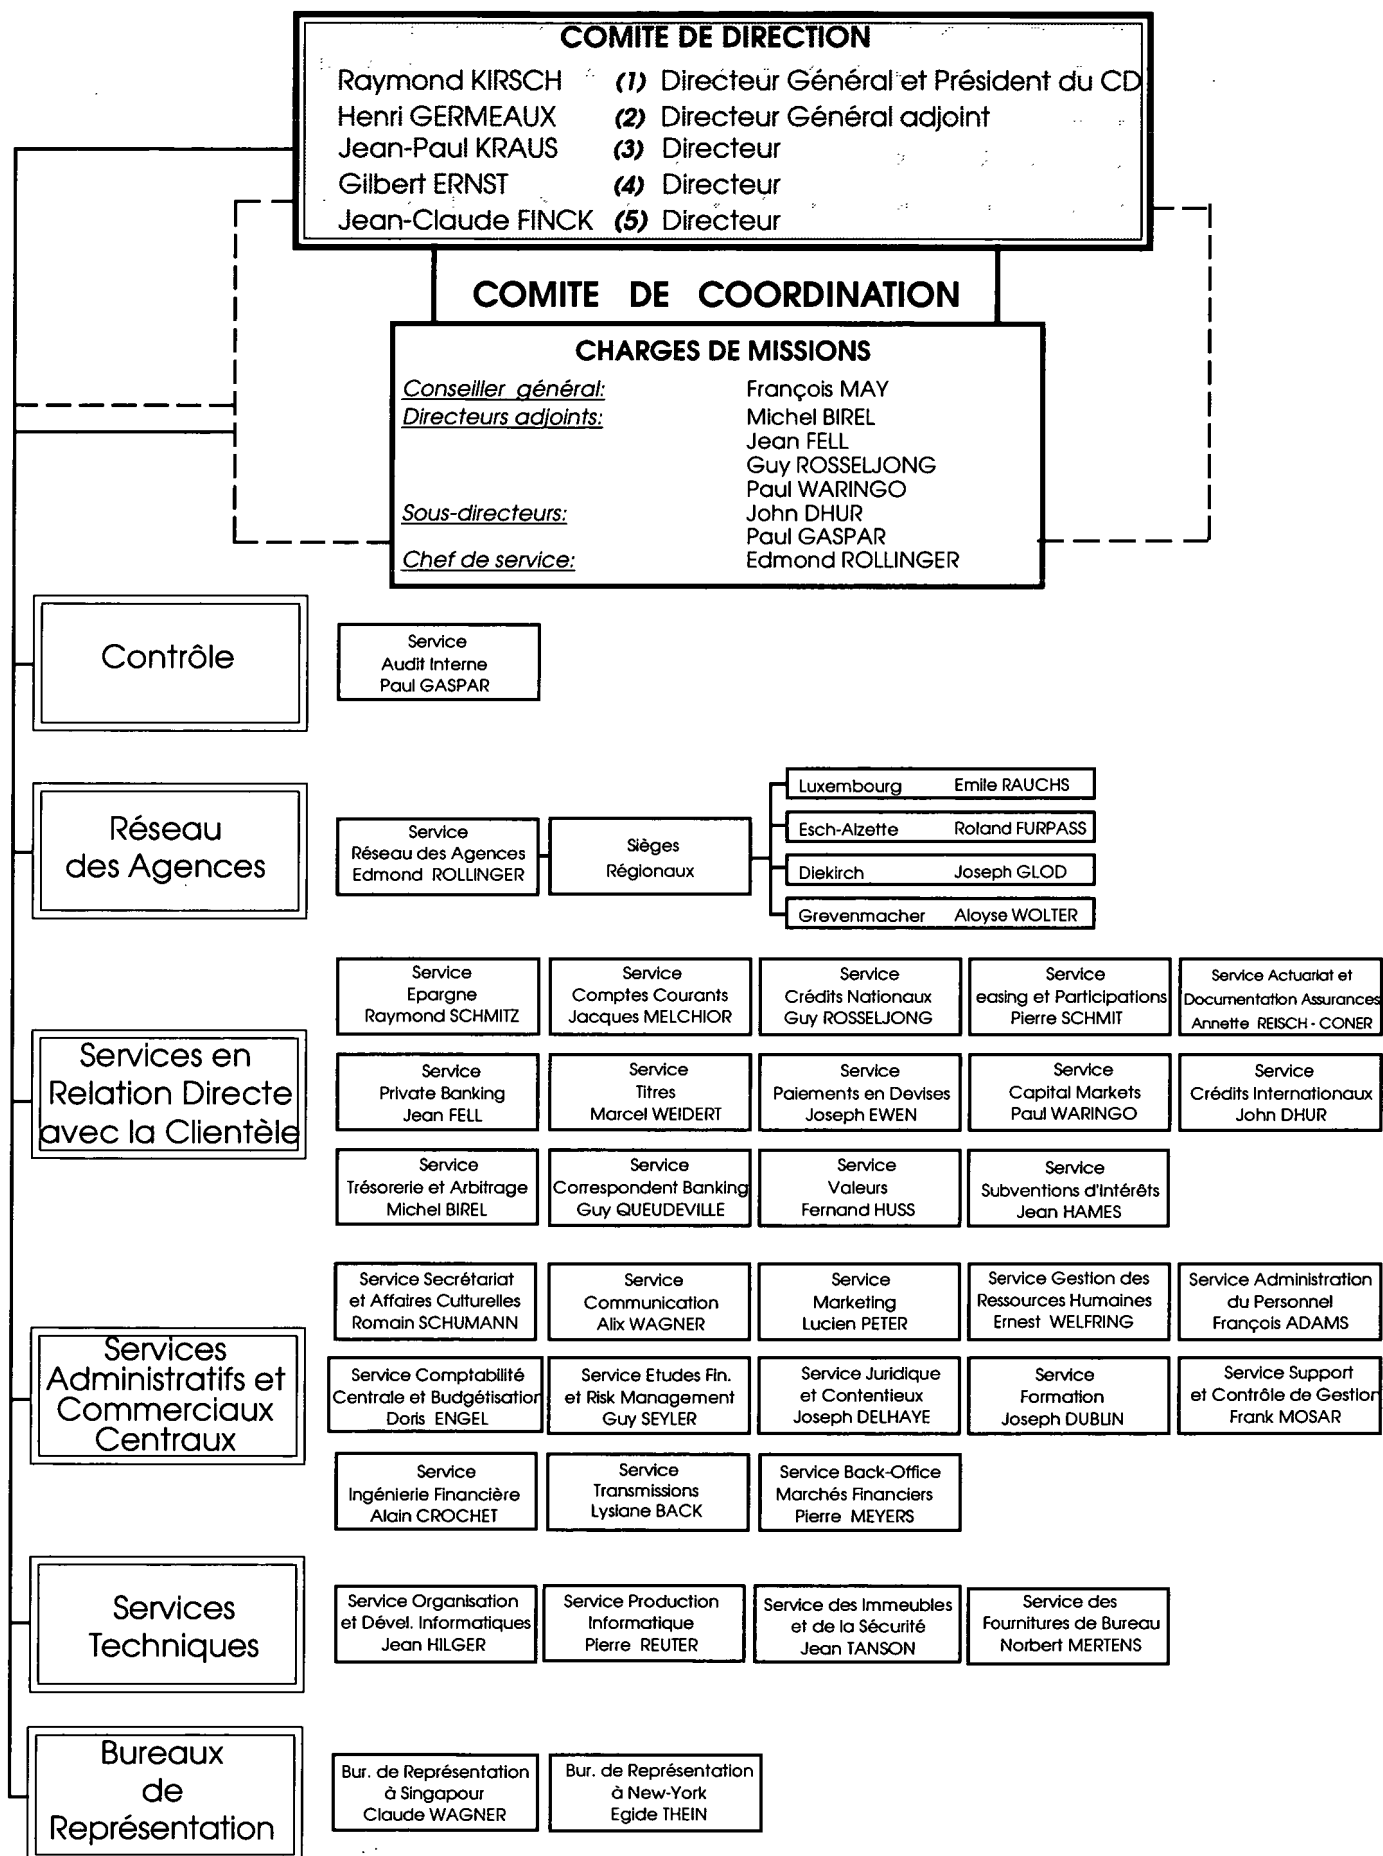 COMITE DE DIRECTION
Raymond KIRSCH (1) Directeur Général et Président du CD
Henri GERMEAUX (2) Directeur Général adjoint
Jean-Paul KRAUS (3) Directeur
Gilbert ERNST (4) Directeur
Jean-Claude FINCK (5) Directeur
COMITE DE COORDINATION
CHARGES DE MISSIONS
Conseiller général: François MAY
Directeurs adjoints: Michel BIREL
Jean FELL
Guy ROSSELJONG
Paul WARINGO
Sous-directeurs: John DHUR
Paul GASPAR
Chef de service: Edmond ROLLINGER
Contrôle
Service
Audit Interne
Paul GASPAR
Réseau
des Agences
Service
Réseau des Agences
Edmond ROLLINGER
Sièges
Régionaux
Luxembourg Emile RAUCHS
Esch-Alzette Roland FURPASS
Diekirch Joseph GLOD
Grevenmacher Aloyse WOLTER
Services en
Relation Directe
avec la Clientèle
Service
Epargne
Raymond SCHMITZ
Service
Comptes Courants
Jacques MELCHIOR
Service
Crédits Nationaux
Guy ROSSELJONG
Service
easing et Participations
Pierre SCHMIT
Service Actuariat et
Documentation Assurances
Annette REISCH - CONER
Service
Private Banking
Jean FELL
Service
Titres
Marcel WEIDERT
Service
Paiements en Devises
Joseph EWEN
Service
Capital Markets
Paul WARINGO
Service
Crédits Internationaux
John DHUR
Service
Trésorerie et Arbitrage
Michel BIREL
Service
Correspondent Banking
Guy QUEUDEVILLE
Service
Valeurs
Fernand HUSS
Service
Subventions d'Intérêts
Jean HAMES
Services
Administratifs et
Commerciaux
Centraux
Service Secrétariat
et Affaires Culturelles
Romain SCHUMANN
Service
Communication
Alix WAGNER
Service
Marketing
Lucien PETER
Service Gestion des
Ressources Humaines
Ernest WELFRING
Service Administration
du Personnel
François ADAMS
Service Comptabilité
Centrale et Budgétisation
Doris ENGEL
Service Etudes Fin.
et Risk Management
Guy SEYLER
Service Juridique
et Contentieux
Joseph DELHAYE
Service
Formation
Joseph DUBLIN
Service Support
et Contrôle de Gestion
Frank MOSAR
Service
Ingénierie Financière
Alain CROCHET
Service
Transmissions
Lysiane BACK
Service Back-Office
Marchés Financiers
Pierre MEYERS
Services
Techniques
Service Organisation
et Dével. Informatiques
Jean HILGER
Service Production
Informatique
Pierre REUTER
Service des Immeubles
et de la Sécurité
Jean TANSON
Service des
Fournitures de Bureau
Norbert MERTENS
Bureaux
de
Représentation
Bur. de Représentation
à Singapour
Claude WAGNER
Bur. de Représentation
à New-York
Egide THEIN